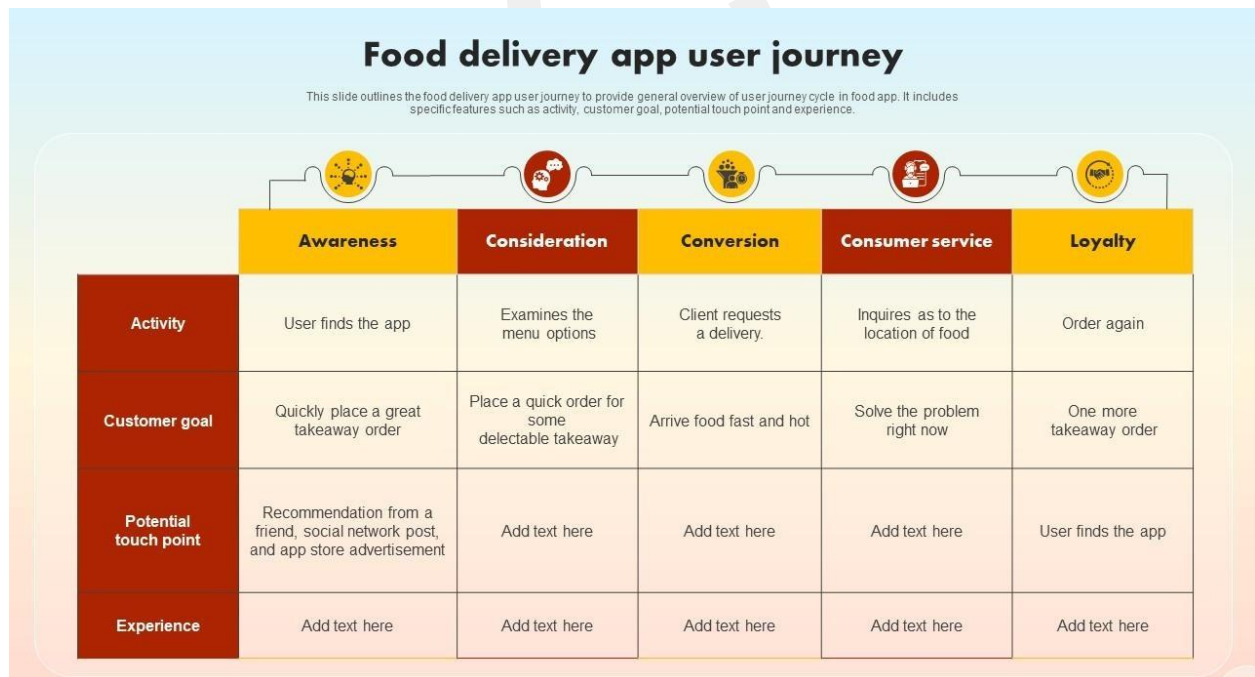 Food delivery app user journey
This slide outlines the food delivery app user journey to provide general overview of user journey cycle in food app. It includes
specific features such as activity, customer goal, potential touch point and experience.
Awareness
Consideration
Conversion
Consumer service
Loyalty
Activity
User finds the app
Examines the
menu options
Client requests
a delivery.
Inquires as to the
location of food
Order again
Customer goal
Quickly place a great
takeaway order
Place a quick order for
some
delectable takeaway
Arrive food fast and hot
Solve the problem
right now
One more
takeaway order
Potential
touch point
Recommendation from a
friend, social network post,
and app store advertisement
Add text here
Add text here
Add text here
User finds the app
Experience
Add text here
Add text here
Add text here
Add text here
Add text here